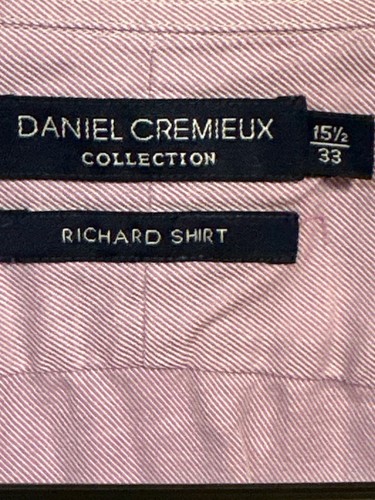 DANIEL CREMIEUX
COLLECTION
15½
33
RICHARD SHIRT